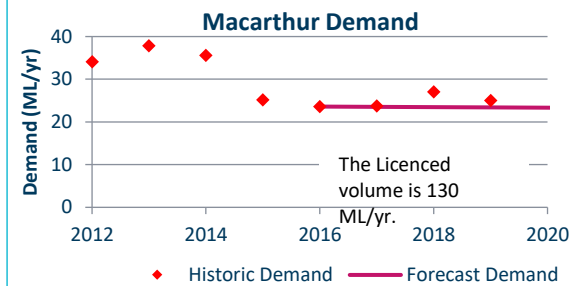 Macarthur Demand
Demand (ML/yr)
40
30
20
10
0
The Licenced
volume is 130
ML/yr.
2012 2014 2016 2018 2020
Historic Demand Forecast Demand